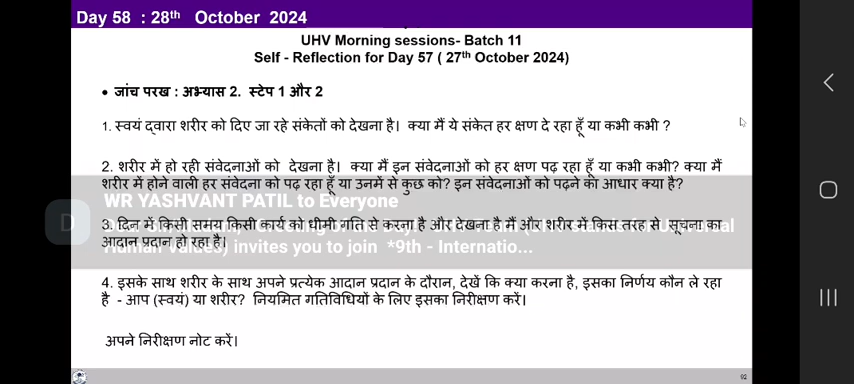 Day 58 : 28th October 2024
UHV Morning sessions- Batch 11
Self - Reflection for Day 57 ( 27th October 2024)
• जांच परख : अभ्यास 2. स्टेप 1 और 2
1. स्वयं द्वारा शरीर को दिए जा रहे संकेतों को देखना है। क्या मैं ये संकेत हर क्षण दे रहा हूँ या कभी कभी ?
2. शरीर में हो रही संवेदनाओं को देखना है। क्या मैं इन संवेदनाओं को हर क्षण पढ़ रहा हूँ या कभी कभी? क्या मैं
शरीर में होने वाली हर संवेदना को पढ़ रहा हूं या उनमें से कुछ को? इन संवेदनाओं को पढ़ने का आधार क्या है?
WR YASHVANT PATIL to Everyone
D
3. दिन में किसी समय किसी कार्य को धीमी गति से करना है और देखना है मैं और शरीर में किस तरह से सूचना का
आदान प्रदान हो रहा है।
Human Values) invites you to join *9th - Internatio...
4. इसके साथ शरीर के साथ अपने प्रत्येक आदान प्रदान के दौरान, देखें कि क्या करना है, इसका निर्णय कौन ले रहा
है - आप (स्वयं) या शरीर? नियमित गतिविधियों के लिए इसका निरीक्षण करें।
अपने निरीक्षण नोट करें।
02